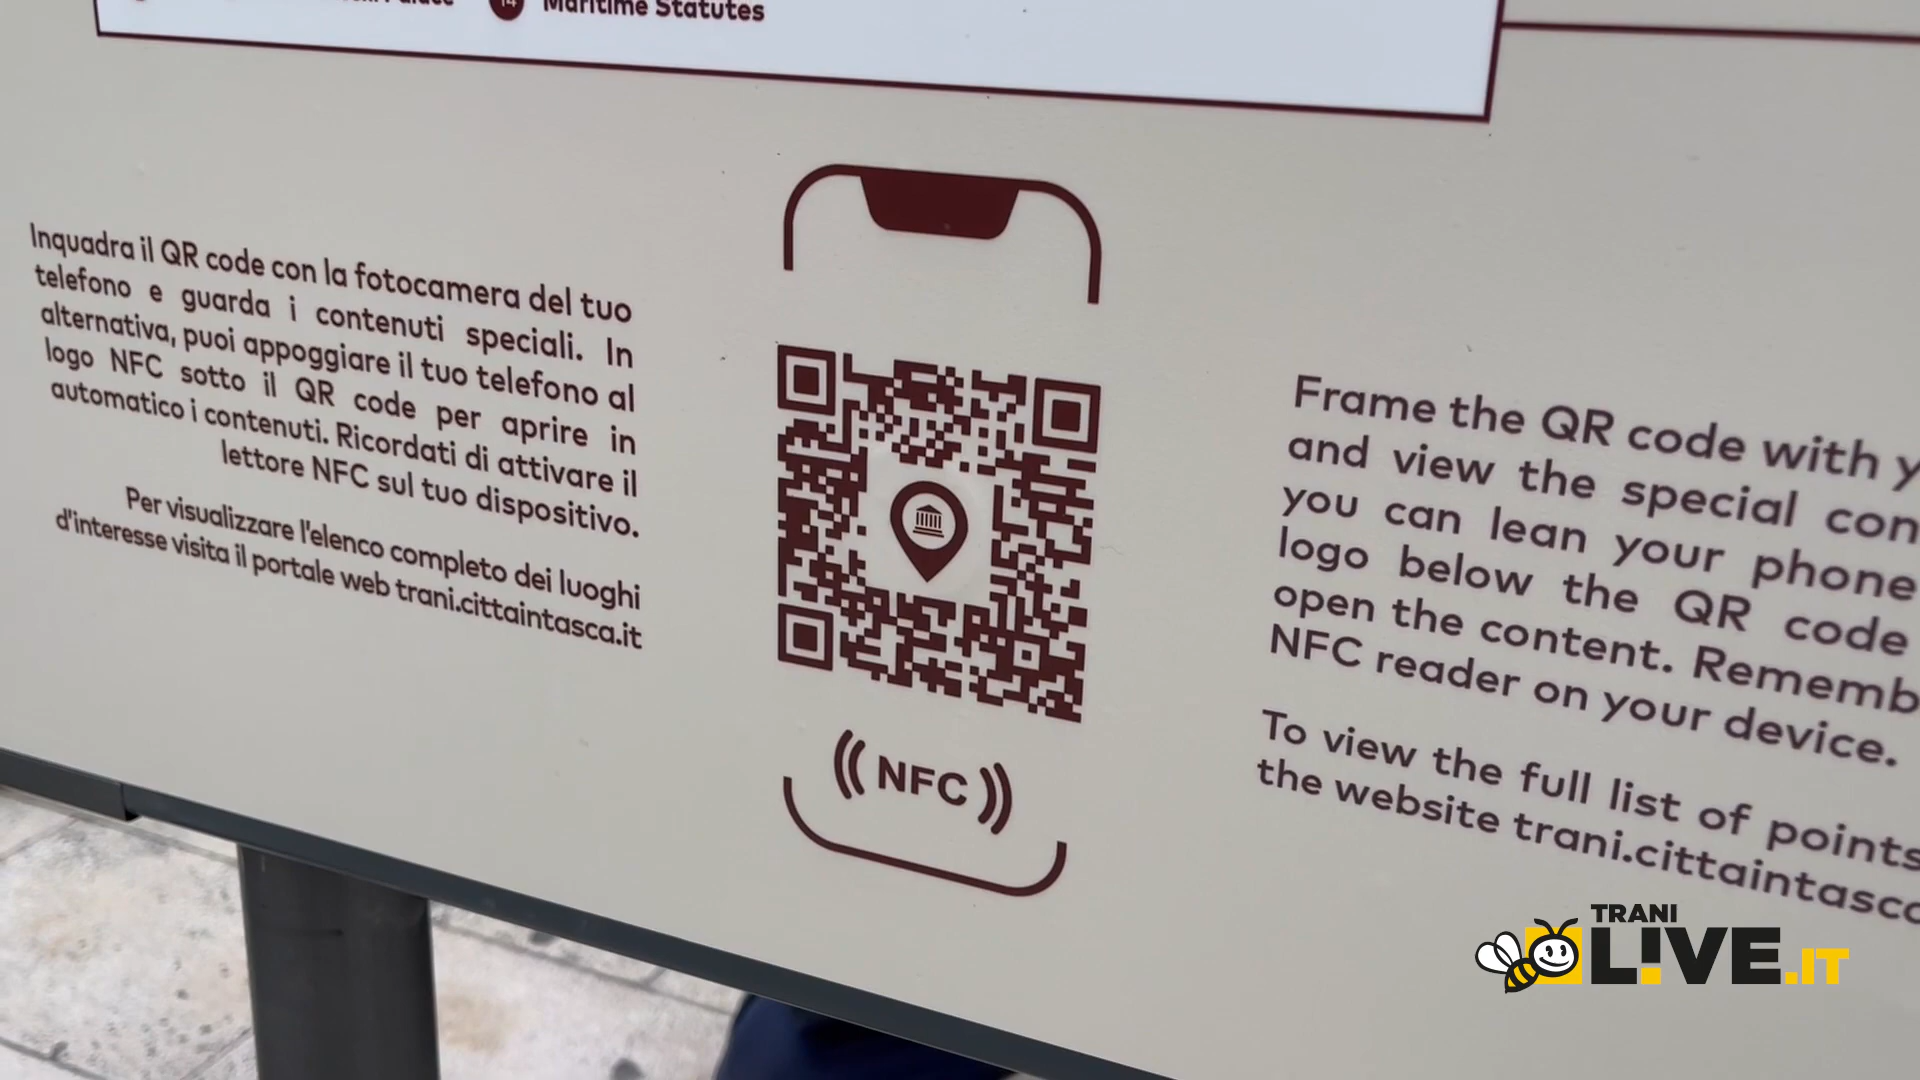 14 Maritime Statutes
Inquadra il QR code con la fotocamera del tuo
telefono e guarda i contenuti speciali. In
alternativa, puoi appoggiare il tuo telefono al
logo NFC sotto il QR code per aprire in
automatico i contenuti. Ricordati di attivare il
lettore NFC sul tuo dispositivo.
Per visualizzare l'elenco completo dei luoghi
d'interesse visita il portale web trani.cittaintasca.it
NFC
Frame the QR code with y
and view the special con
you can lean your phone
logo below the QR code
open the content. Rememb
NFC reader on your device.
To view the full list of points
the website trani.cittaintasca
TRANI
L!VE.IT